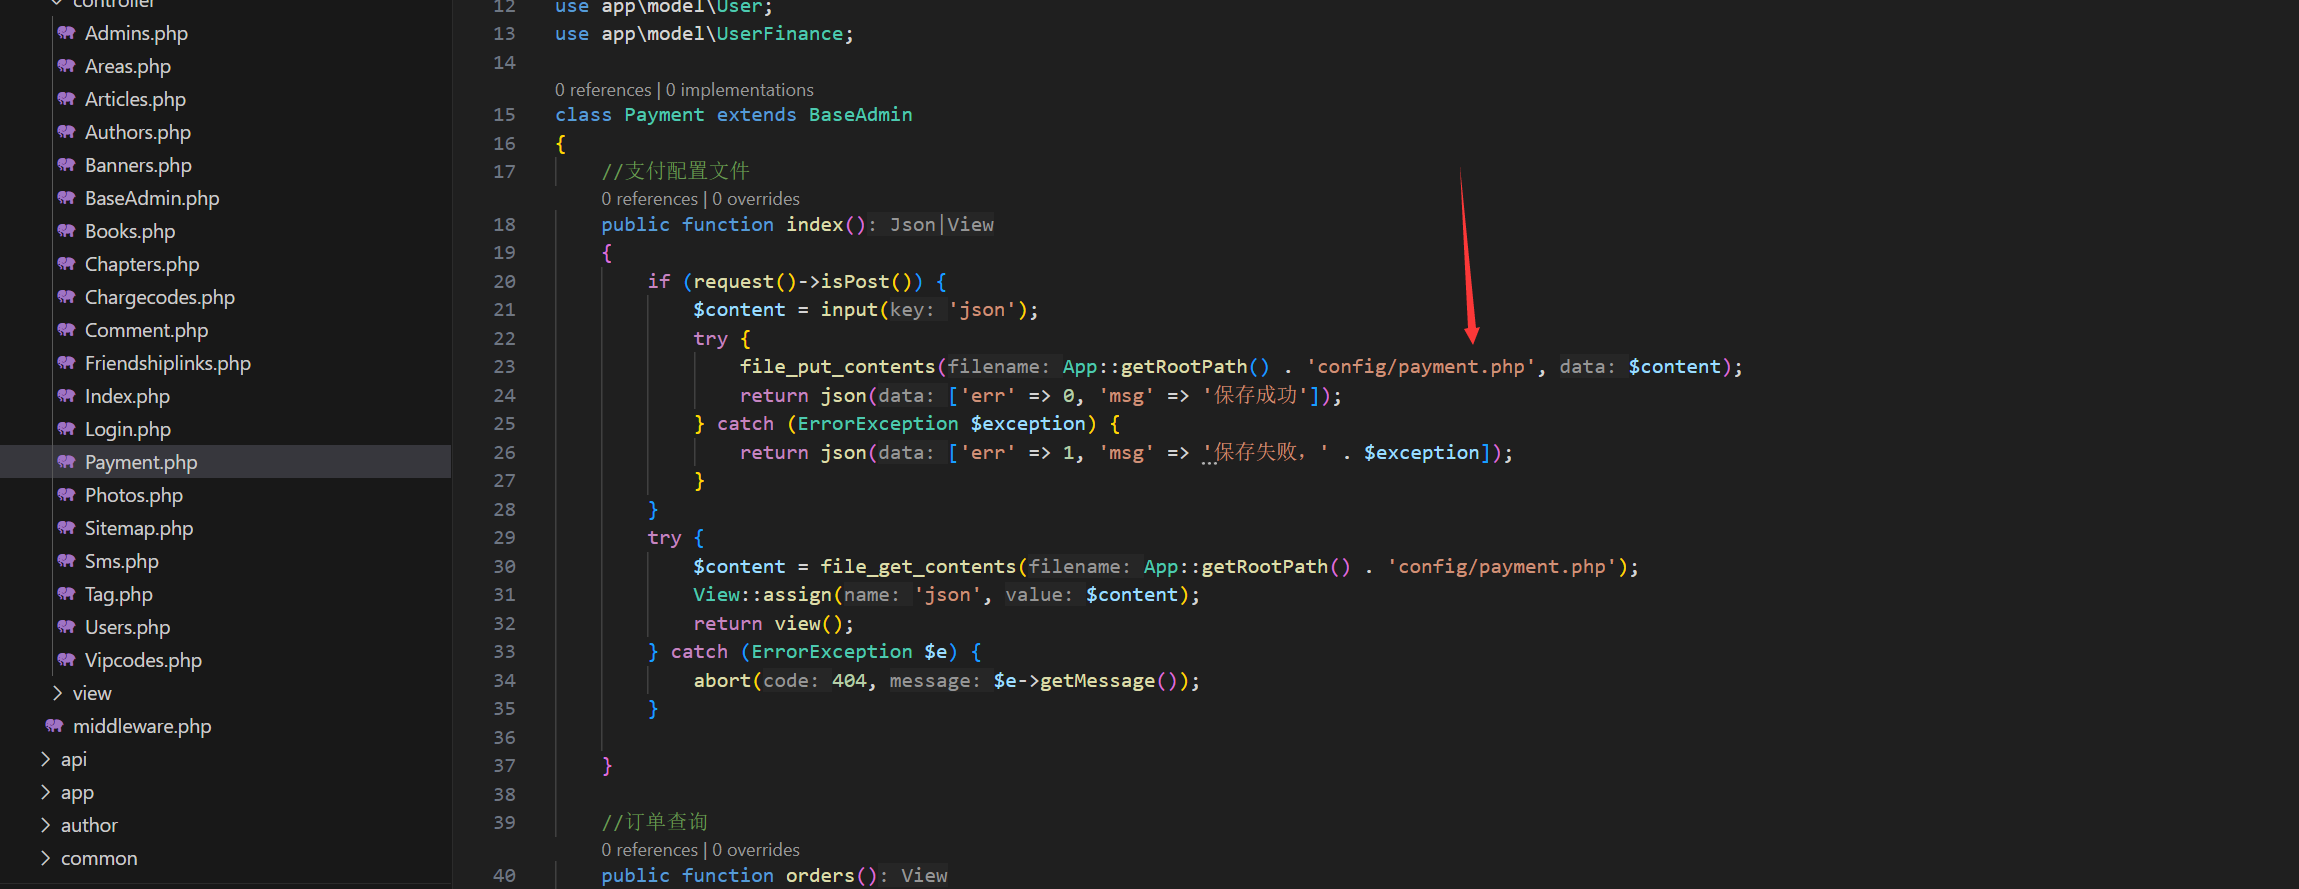 controller
Admins.php
Areas.php
Articles.php
Authors.php
Banners.php
BaseAdmin.php
Books.php
Chapters.php
Chargecodes.php
Comment.php
Friendshiplinks.php
Index.php
Login.php
Payment.php
Photos.php
Sitemap.php
Sms.php
Tag.php
Users.php
Vipcodes.php
view
middleware.php
api
app
author
common
12 use app\model\User;
13 use app\model\UserFinance;
14
0 references | 0 implementations
15 class Payment extends BaseAdmin
16 {
17 //支付配置文件
0 references | 0 overrides
18 public function index(): Json|View
19 {
20 if (request()->isPost()) {
21 $content = input(key: 'json');
22 try {
23 file_put_contents(filename: App::getRootPath() . 'config/payment.php', data: $content);
24 return json(data: ['err' => 0, 'msg' => '保存成功']);
25 } catch (ErrorException $exception) {
26 return json(data: ['err' => 1, 'msg' => '保存失败，' . $exception]);
27 }
28 }
29 try {
30 $content = file_get_contents(filename: App::getRootPath() . 'config/payment.php');
31 View::assign(name: 'json', value: $content);
32 return view();
33 } catch (ErrorException $e) {
34 abort(code: 404, message: $e->getMessage());
35 }
36
37 }
38
39 //订单查询
0 references | 0 overrides
40 public function orders(): View